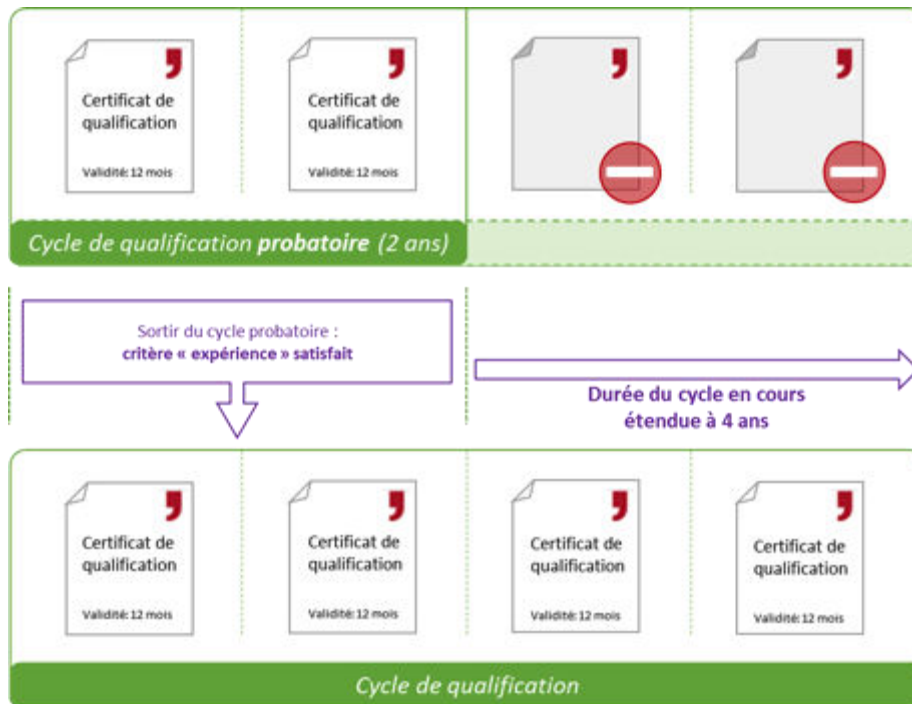 Certificat de
qualification
Validité: 12 mois
Certificat de
qualification
Validité: 12 mois
Cycle de qualification probatoire (2 ans)
Sortir du cycle probatoire :
critère « expérience » satisfait
Durée du cycle en cours
étendue à 4 ans
Certificat de
qualification
Validité: 12 mois
Certificat de
qualification
Validité: 12 mois
Certificat de
qualification
Validité: 12 mois
Certificat de
qualification
Validité: 12 mois
Cycle de qualification